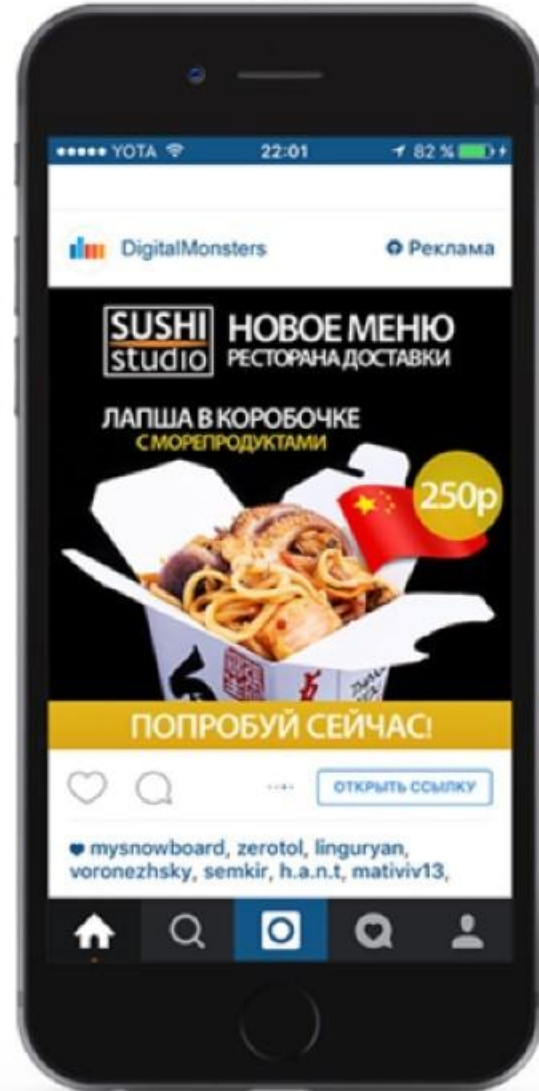 YOTA 22:01 82 %
DigitalMonsters Реклама
SUSHI
studio
НОВОЕ МЕНЮ
РЕСТОРАНА ДОСТАВКИ
ЛАПША В КОРОБОЧКЕ
С МОРЕПРОДУКТАМИ
250р
ПОПРОБУЙ СЕЙЧАС!
ОТКРЫТЬ ССЫЛКУ
mysnowboard, zerotol, linguryan,
voronezhsky, semkir, h.a.n.t, mativiv13,